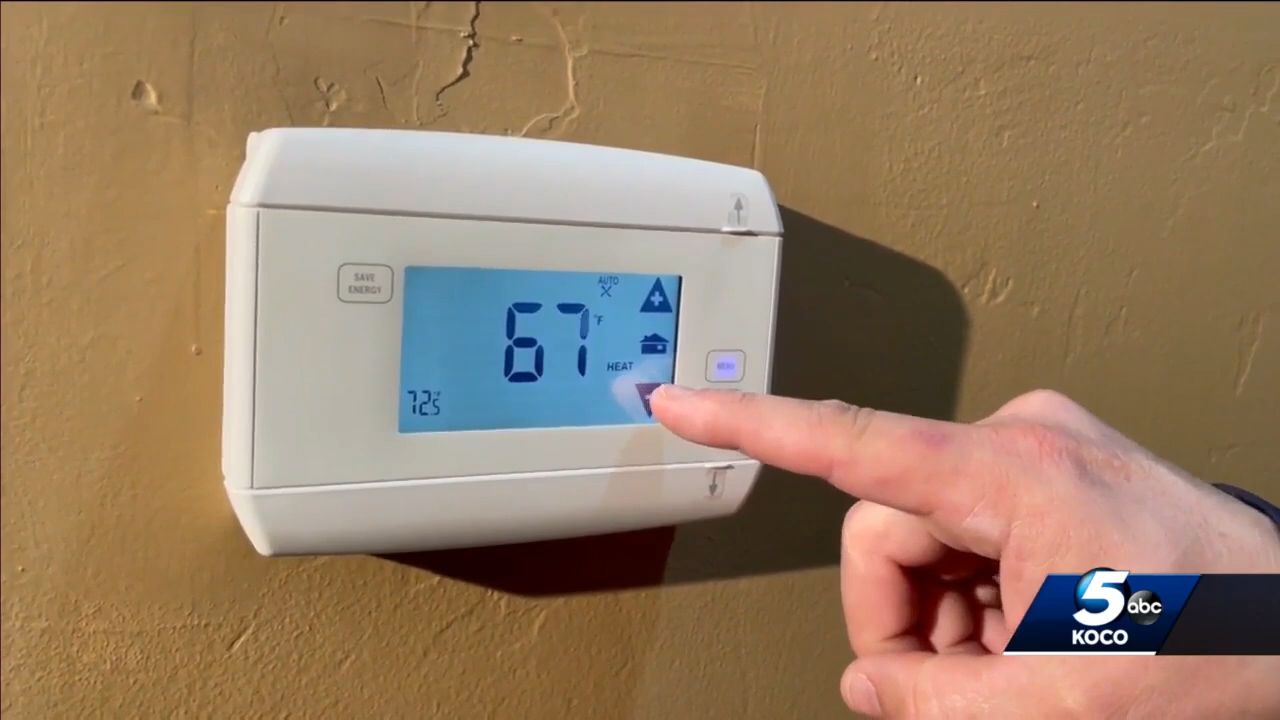 SAVE
ENERGY
AUTO
67 °F
HEAT
72.5 °F
MENU
5 abc
KOCO